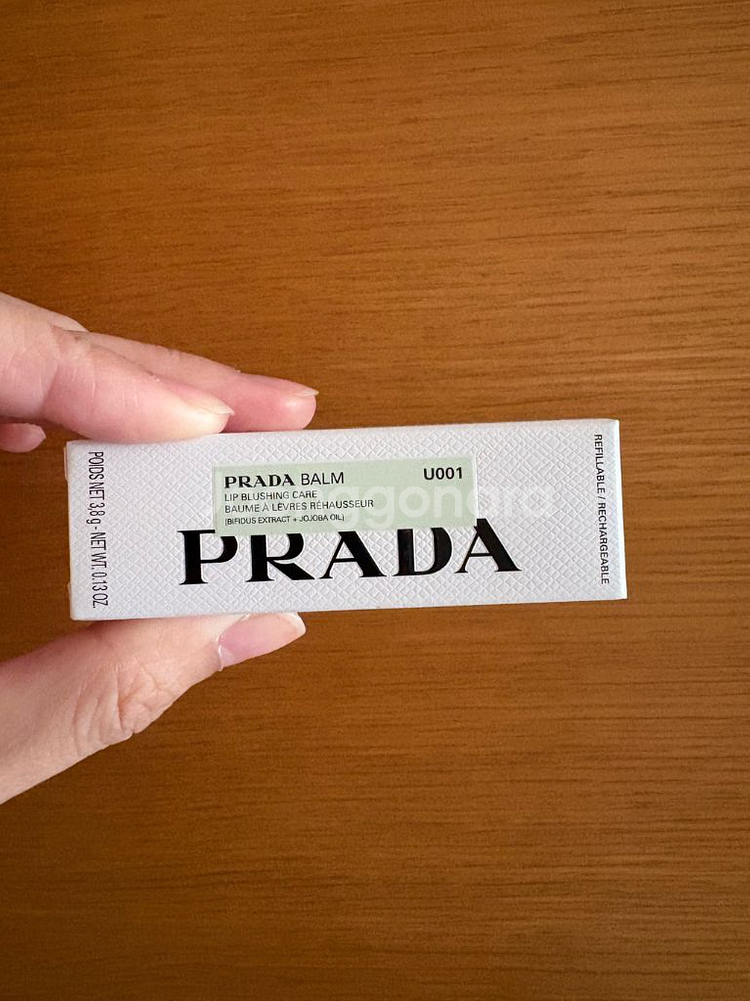 POIDS NET 3,8 g - NET WT. 0.13 OZ.
PRADA BALM
U001
LIP BLUSHING CARE
BAUME À LÈVRES RÉHAUSSEUR
(BIFIDUS EXTRACT + JOJOBA OIL)
PRADA
REFILLABLE / RECHARGEABLE